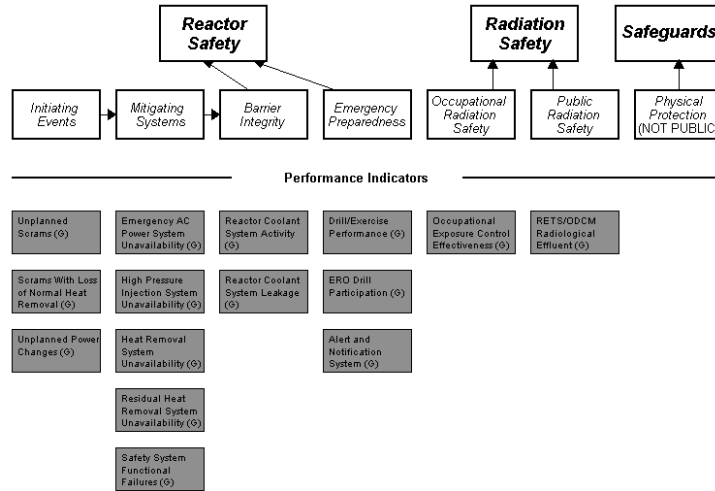 Reactor
Safety
Radiation
Safety
Safeguards
Initiating
Events
Mitigating
Systems
Barrier
Integrity
Emergency
Preparedness
Occupational
Radiation
Safety
Public
Radiation
Safety
Physical
Protection
(NOT PUBLIC
Performance Indicators
Unplanned
Scrams (G)
Emergency AC
Power System
Unavailability (G)
Reactor Coolant
System Activity (G)
Drill/Exercise
Performance (G)
Occupational
Exposure Control
Effectiveness (G)
RETS/ODCM
Radiological
Effluent (G)
Scrams With Loss
of Normal Heat
Removal (G)
High Pressure
Injection System
Unavailability (G)
Reactor Coolant
System Leakage (G)
ERO Drill
Participation (G)
Unplanned Power
Changes (G)
Heat Removal
System
Unavailability (G)
Alert and
Notification
System (G)
Residual Heat
Removal System
Unavailability (G)
Safety System
Functional
Failures (G)